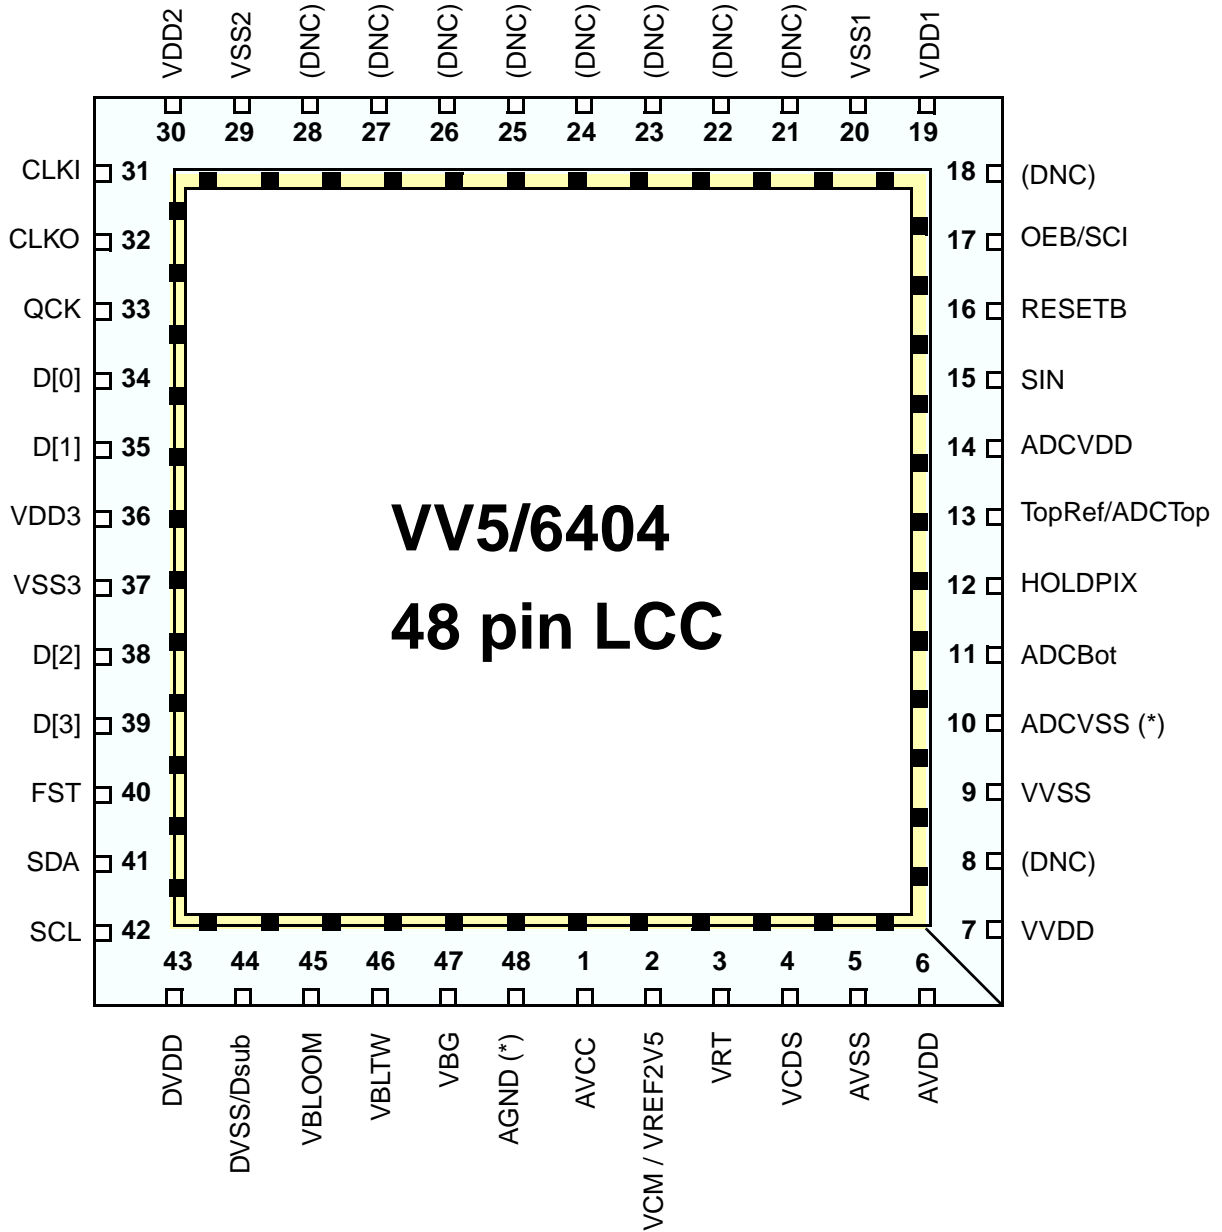 VDD2
VSS2
(DNC)
(DNC)
(DNC)
(DNC)
(DNC)
(DNC)
(DNC)
(DNC)
VSS1
VDD1
30 29 28 27 26 25 24 23 22 21 20 19
CLKI 31
18 (DNC)
CLKO 32
17 OEB/SCI
QCK 33
16 RESETB
D[0] 34
15 SIN
D[1] 35
14 ADCVDD
VDD3 36
13 TopRef/ADCTop
VSS3 37
12 HOLDPIX
D[2] 38
11 ADCBot
D[3] 39
10 ADCVSS (*)
FST 40
9 VVSS
SDA 41
8 (DNC)
SCL 42
7 VVDD
VV5/6404
48 pin LCC
43 44 45 46 47 48 1 2 3 4 5 6
DVDD
DVSS/Dsub
VBLOOM
VBLTW
VBG
AGND (*)
AVCC
VCM / VREF2V5
VRT
VCDS
AVSS
AVDD